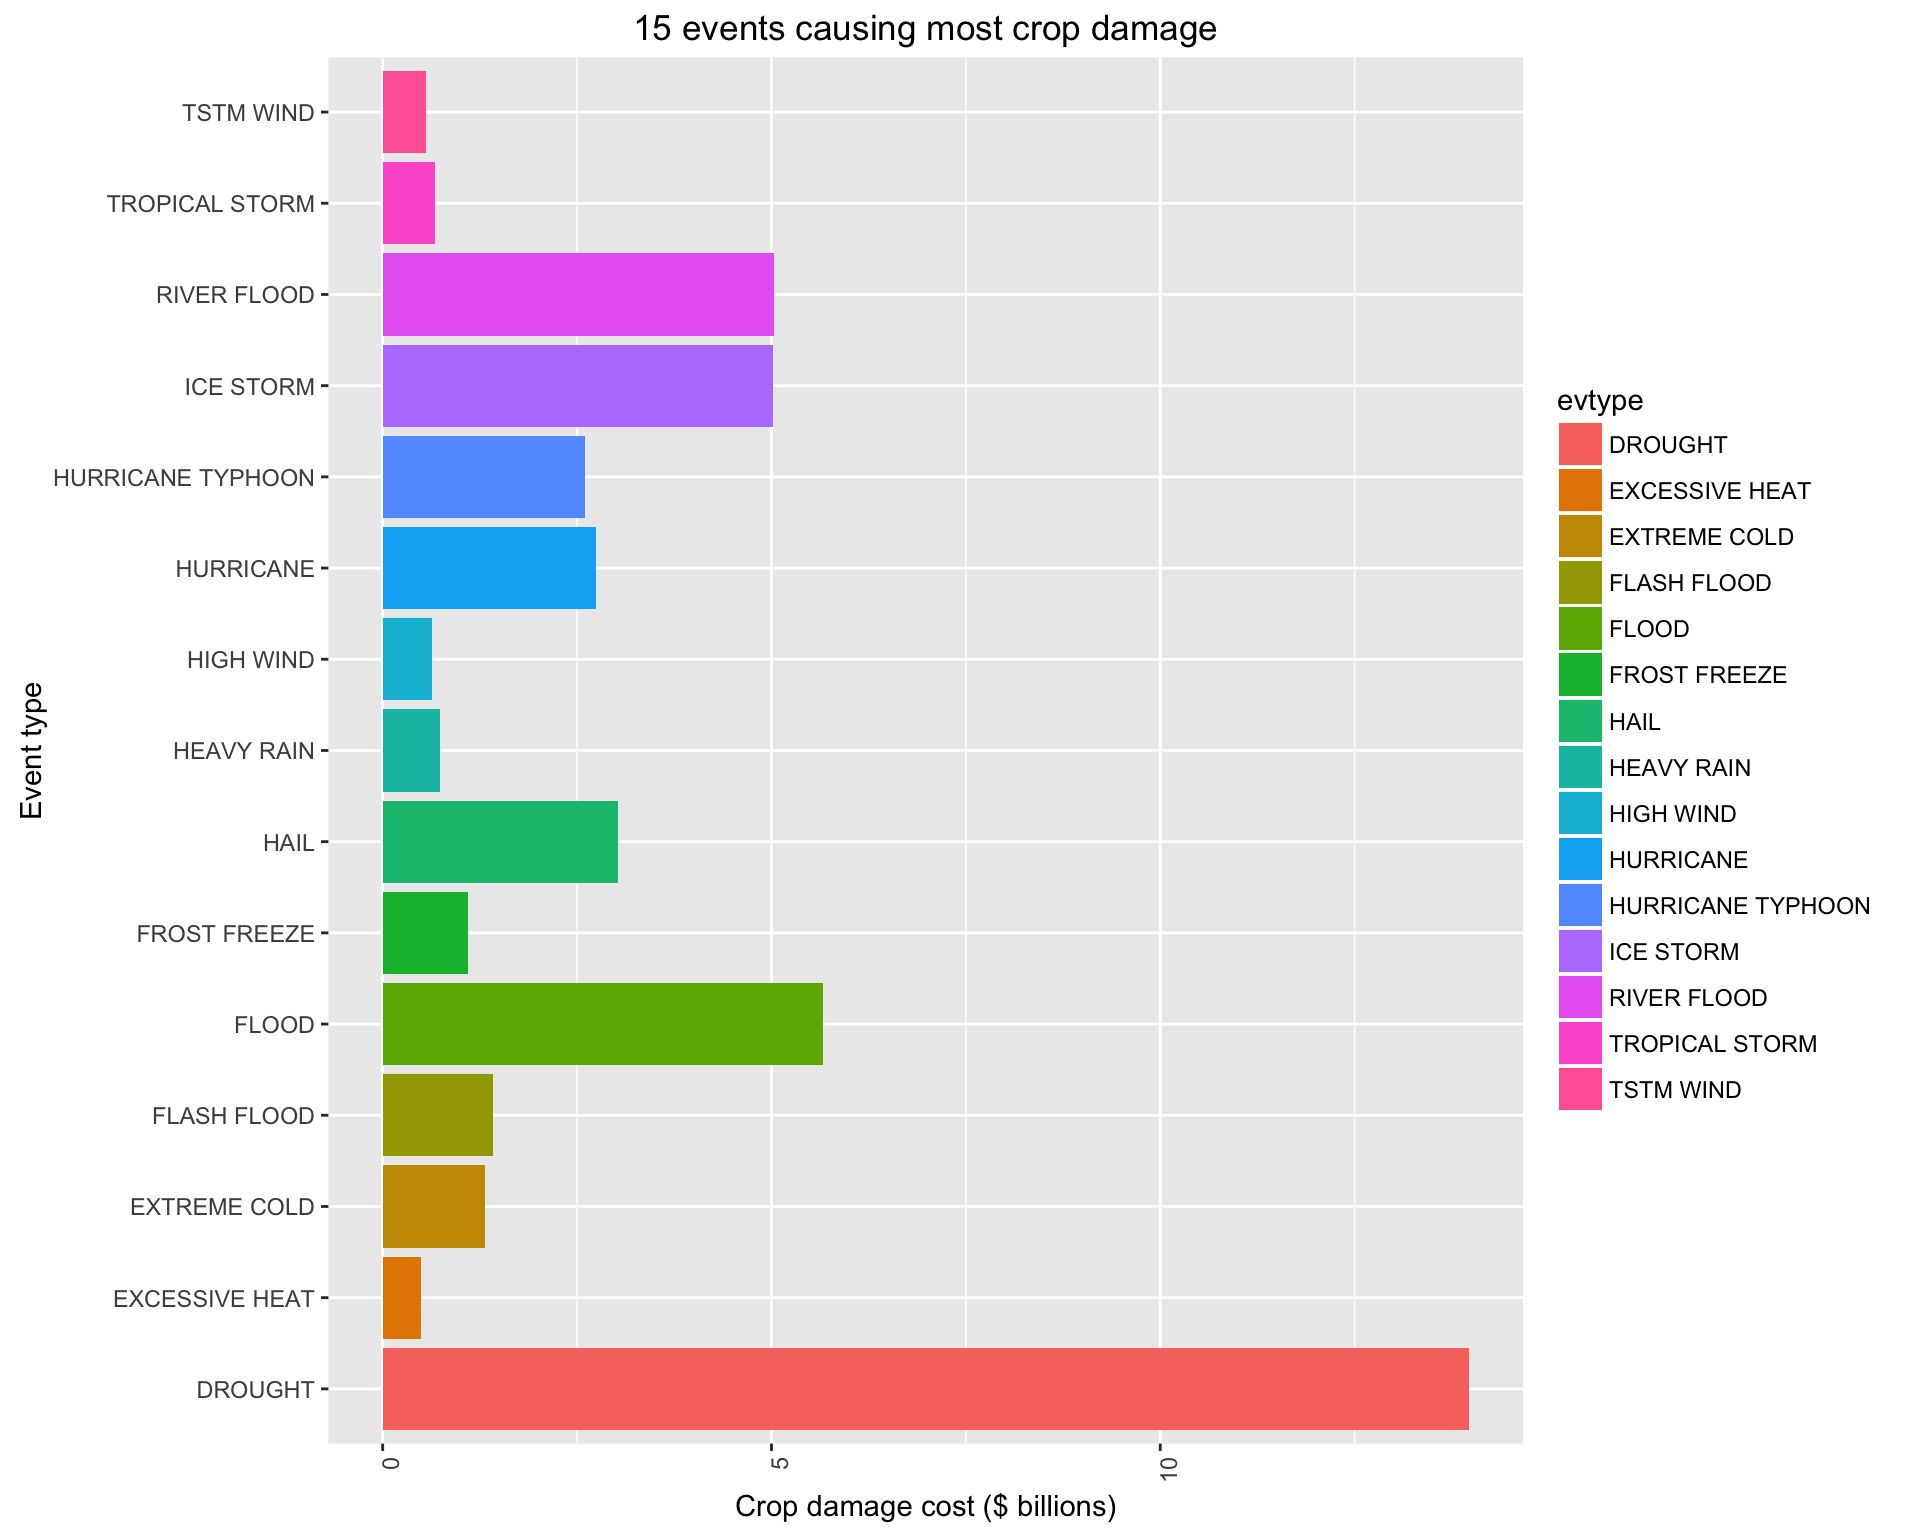 15 events causing most crop damage
TSTM WIND
TROPICAL STORM
RIVER FLOOD
ICE STORM
HURRICANE TYPHOON
HURRICANE
HIGH WIND
HEAVY RAIN
HAIL
FROST FREEZE
FLOOD
FLASH FLOOD
EXTREME COLD
EXCESSIVE HEAT
DROUGHT
Event type
0
5
10
Crop damage cost ($ billions)
evtype
DROUGHT
EXCESSIVE HEAT
EXTREME COLD
FLASH FLOOD
FLOOD
FROST FREEZE
HAIL
HEAVY RAIN
HIGH WIND
HURRICANE
HURRICANE TYPHOON
ICE STORM
RIVER FLOOD
TROPICAL STORM
TSTM WIND